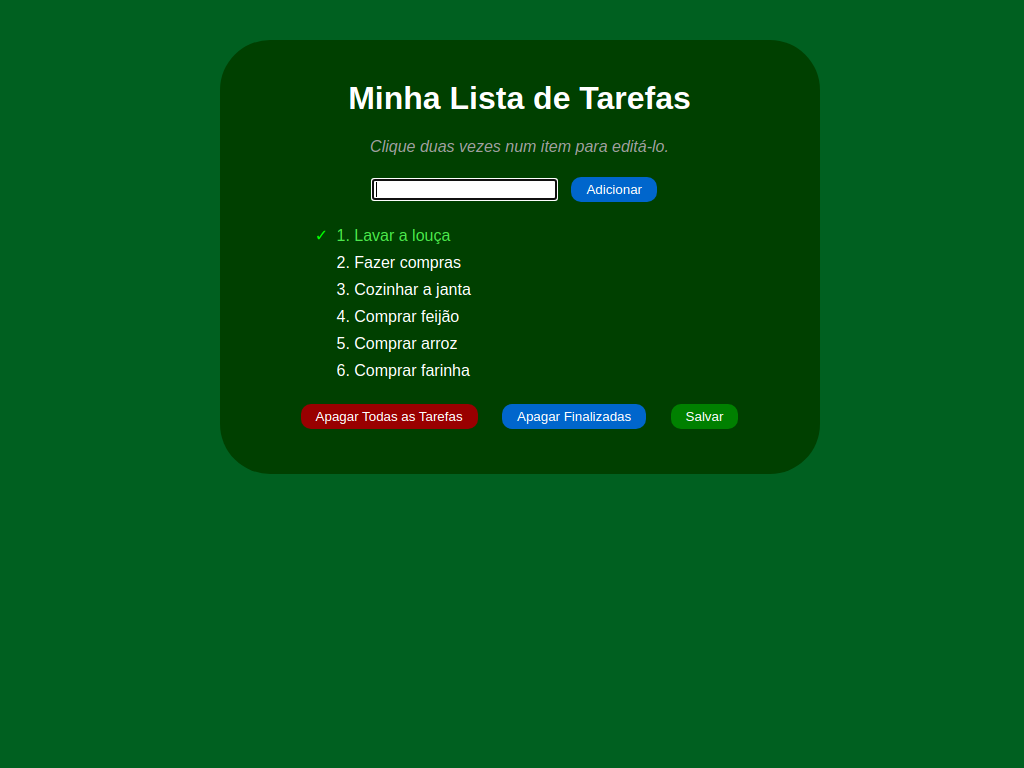 Minha Lista de Tarefas
Clique duas vezes num item para editá-lo.
Adicionar
✓ 1. Lavar a louça
2. Fazer compras
3. Cozinhar a janta
4. Comprar feijão
5. Comprar arroz
6. Comprar farinha
Apagar Todas as Tarefas Apagar Finalizadas Salvar